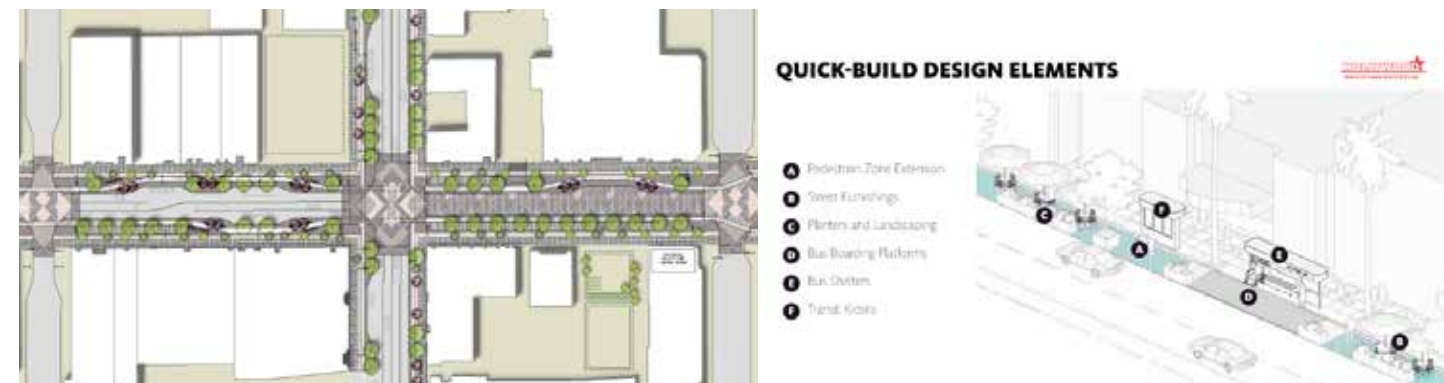 QUICK-BUILD DESIGN ELEMENTS
A Pedestrian Zone Extension
B Street Furnishings
C Planters and Landscaping
D Bus Boarding Platforms
E Bus Shelters
F Transit Kiosks
F
C
A
E
D
B